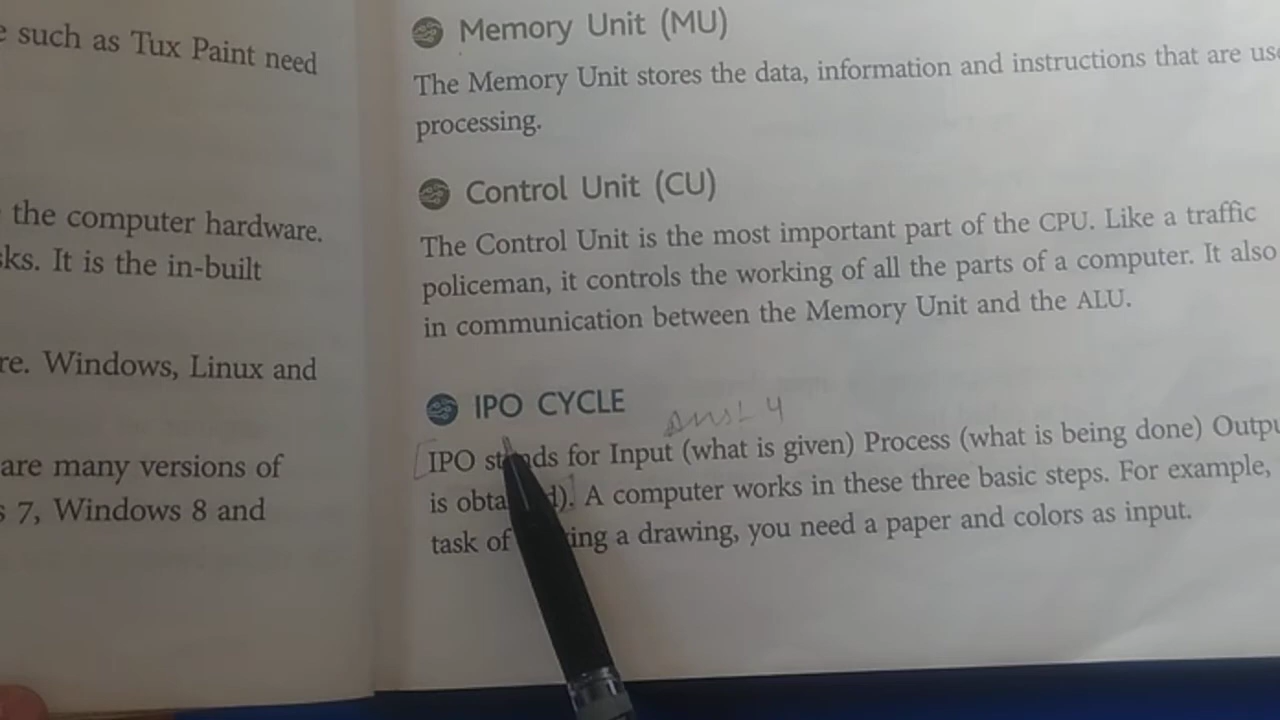 e such as Tux Paint need
the computer hardware.
sks. It is the in-built
re. Windows, Linux and
are many versions of
s 7, Windows 8 and
Memory Unit (MU)
The Memory Unit stores the data, information and instructions that are
processing.
Control Unit (CU)
The Control Unit is the most important part of the CPU. Like a traffic
policeman, it controls the working of all the parts of a computer. It also
in communication between the Memory Unit and the ALU.
IPO CYCLE
Ans: 4
IPO stands for Input (what is given) Process (what is being done)
is A computer works in these three basic steps. For example,
task of a drawing, you need a paper and colors as input.